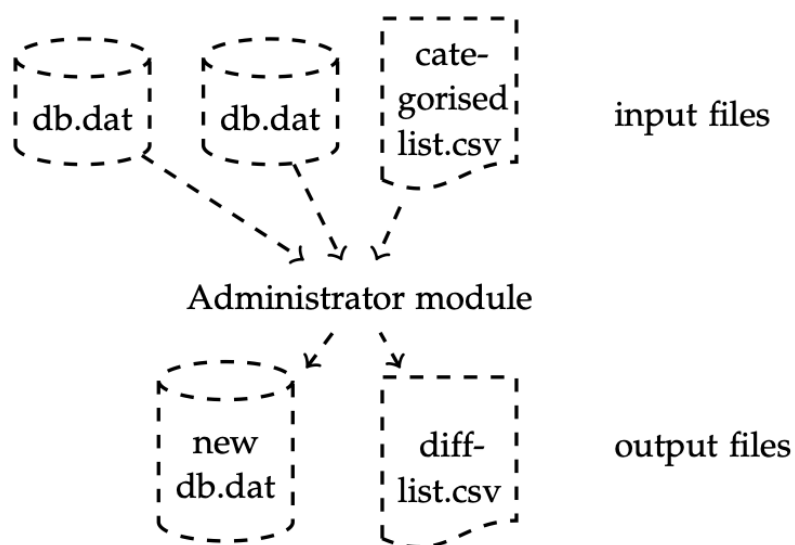 db.dat
db.dat
cate-
gorised
list.csv
input files
Administrator module
new
db.dat
diff-
list.csv
output files